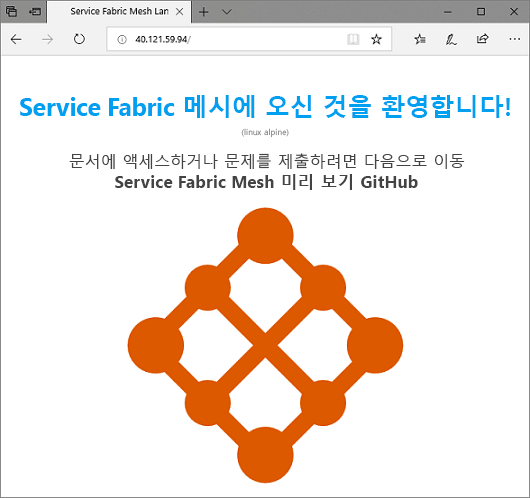 Service Fabric Mesh Lan
40.121.59.94/
Service Fabric 메시에 오신 것을 환영합니다!
(linux alpine)
문서에 액세스하거나 문제를 제출하려면 다음으로 이동
Service Fabric Mesh 미리 보기 GitHub